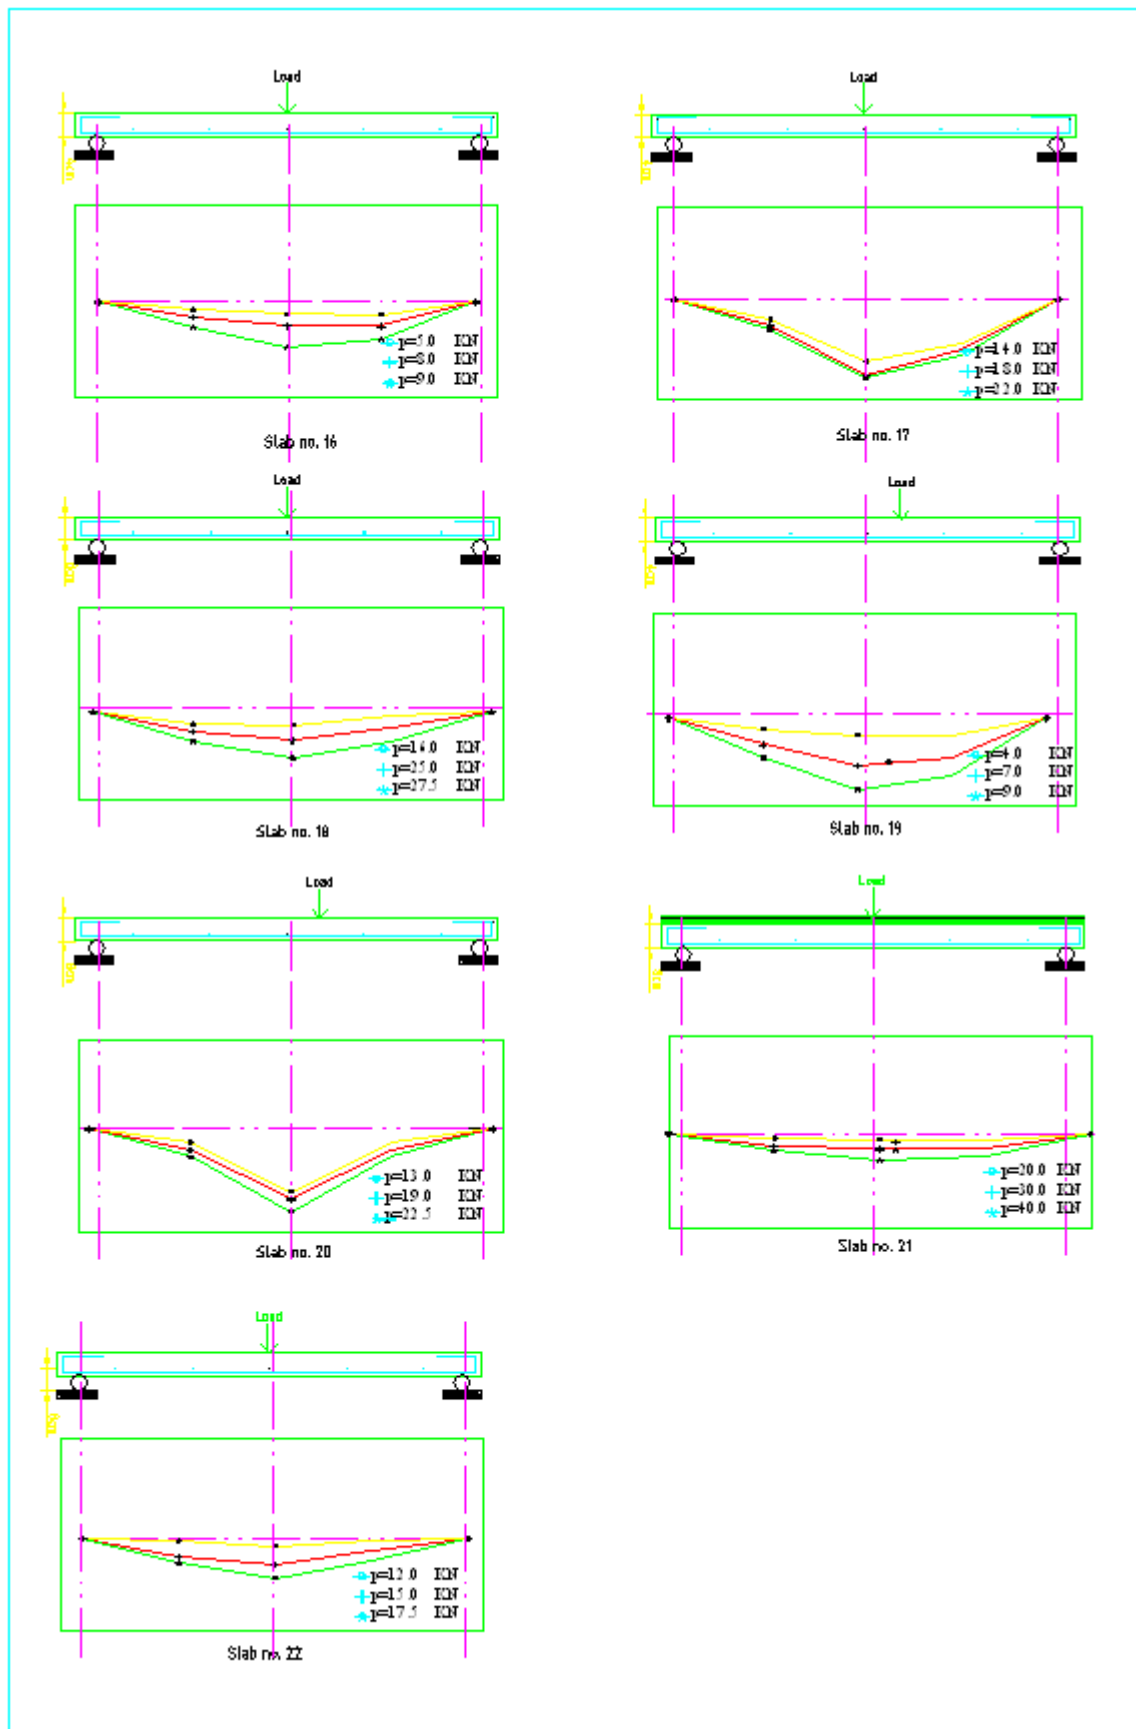 Load
Load
p=5.0 KN
p=8.0 KN
p=9.0 KN
p=14.0 KN
p=18.0 KN
p=22.0 KN
Slab no. 16
Slab no. 17
Load
Load
p=25.0 KN
p=27.5 KN
p=4.0 KN
p=7.0 KN
p=9.0 KN
Slab no. 18
Slab no. 19
Load
Load
p=13.0 KN
p=19.0 KN
p=22.5 KN
p=20.0 KN
p=30.0 KN
p=40.0 KN
Slab no. 20
Slab no. 21
Load
p=12.0 KN
p=15.0 KN
p=17.5 KN
Slab no. 22